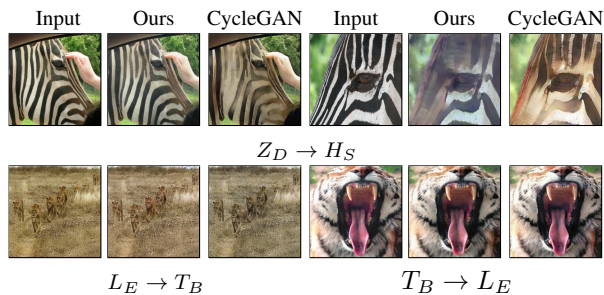 Input Ours CycleGAN Input Ours CycleGAN
Z_D → H_S
L_E → T_B T_B → L_E